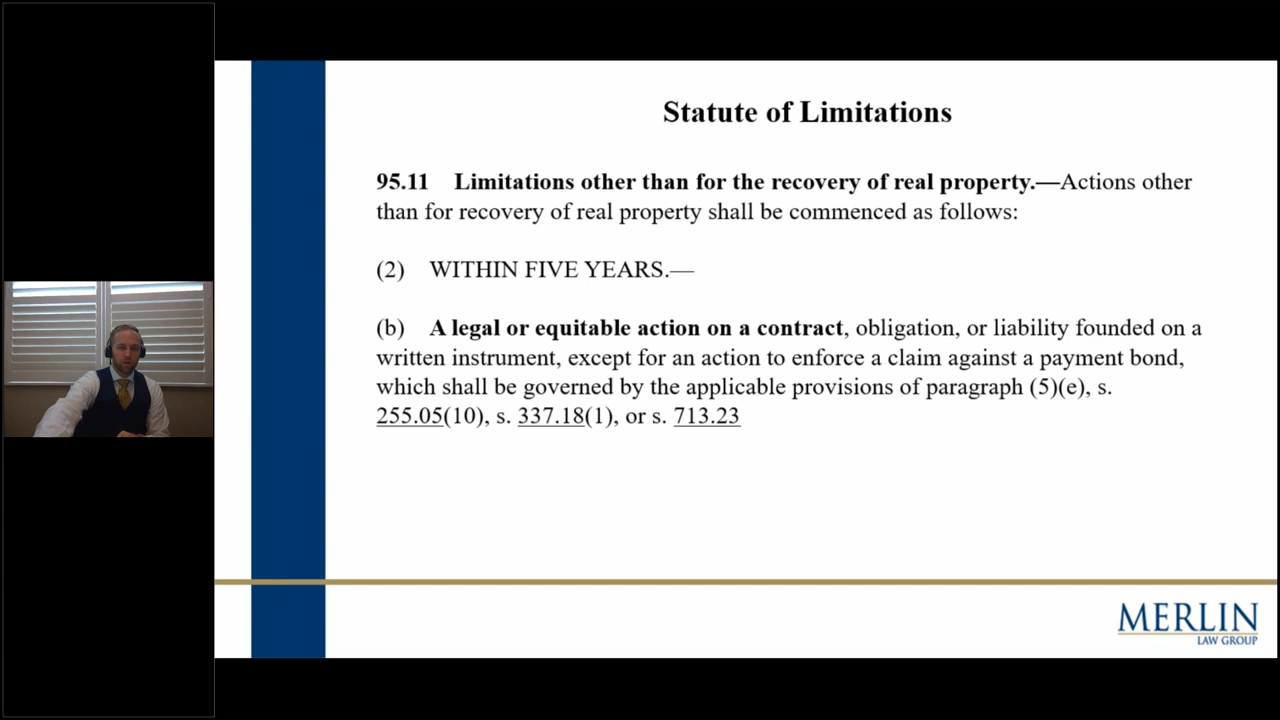 Statute of Limitations
95.11 Limitations other than for the recovery of real property.—Actions other
than for recovery of real property shall be commenced as follows:
(2) WITHIN FIVE YEARS.—
(b) A legal or equitable action on a contract, obligation, or liability founded on a
written instrument, except for an action to enforce a claim against a payment bond,
which shall be governed by the applicable provisions of paragraph (5)(e), s.
255.05(10), s. 337.18(1), or s. 713.23
MERLIN
LAW GROUP